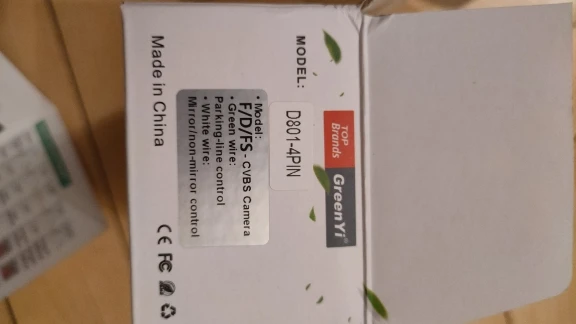 TOP
Brands
GreenYi®
MODEL:
D801-4PIN
• Model:
F/D/FS - CVBS Camera
• Green wire:
Parking-line control
• White wire:
Mirror/non-mirror control
Made in China
CE FC